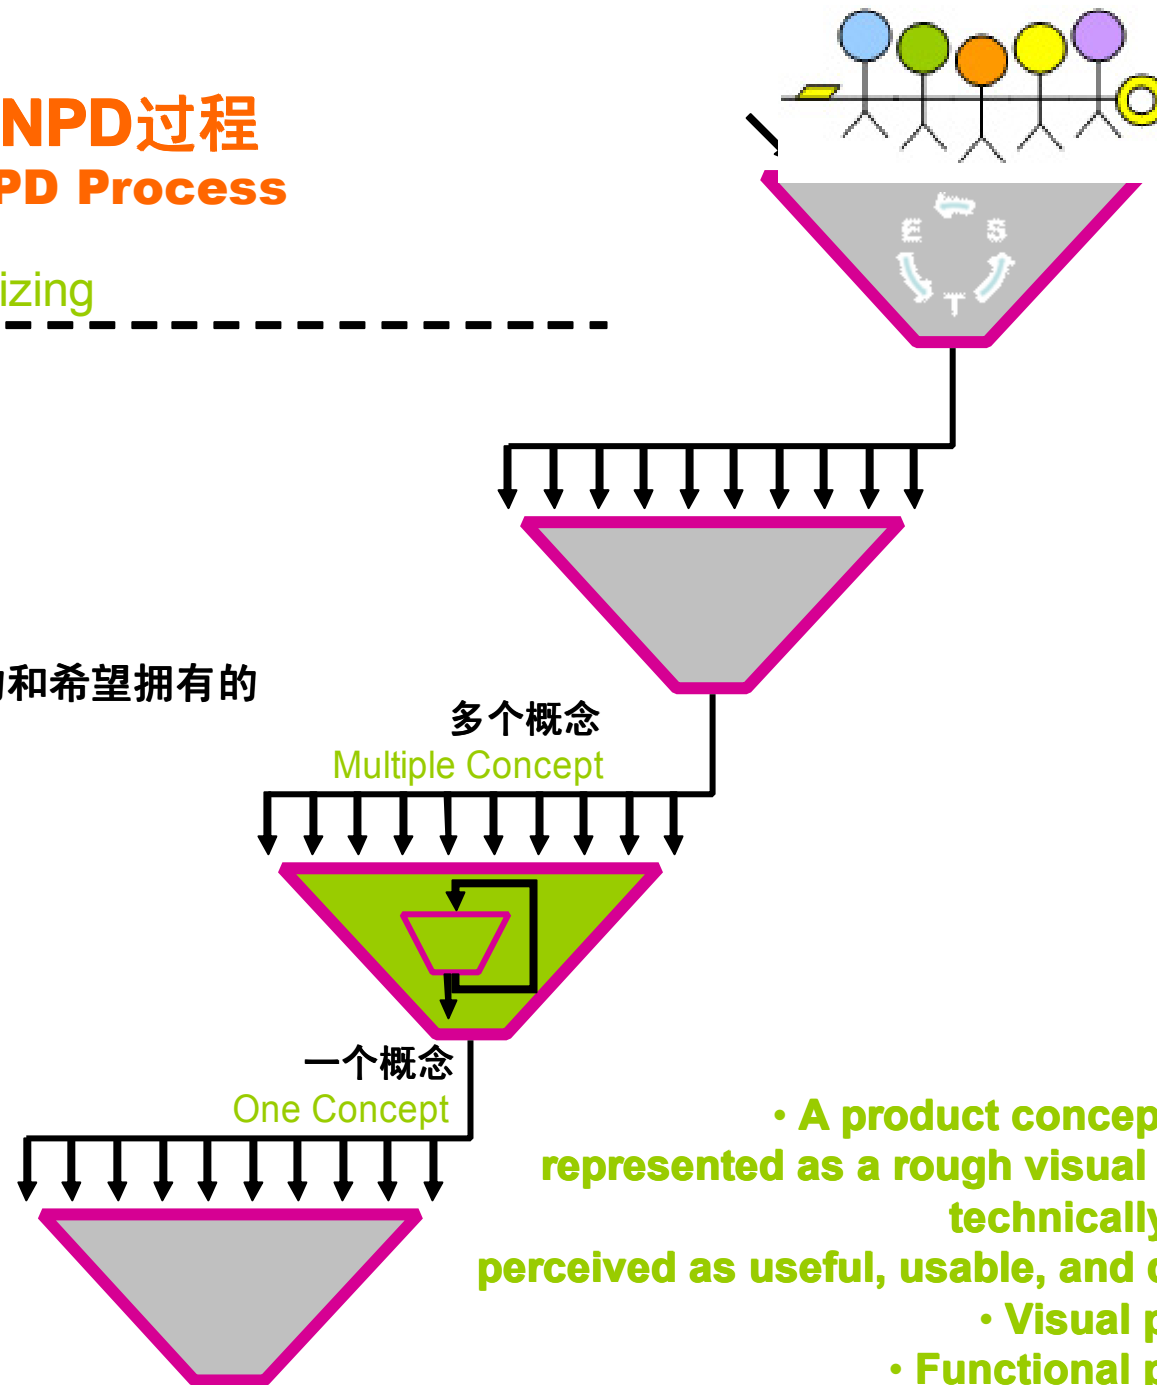 NPD过程
PD Process
izing
E S
T
的和希望拥有的
多个概念
Multiple Concept
一个概念
One Concept
• A product concep
represented as a rough visual
technically
perceived as useful, usable, and
• Visual p
• Functional p